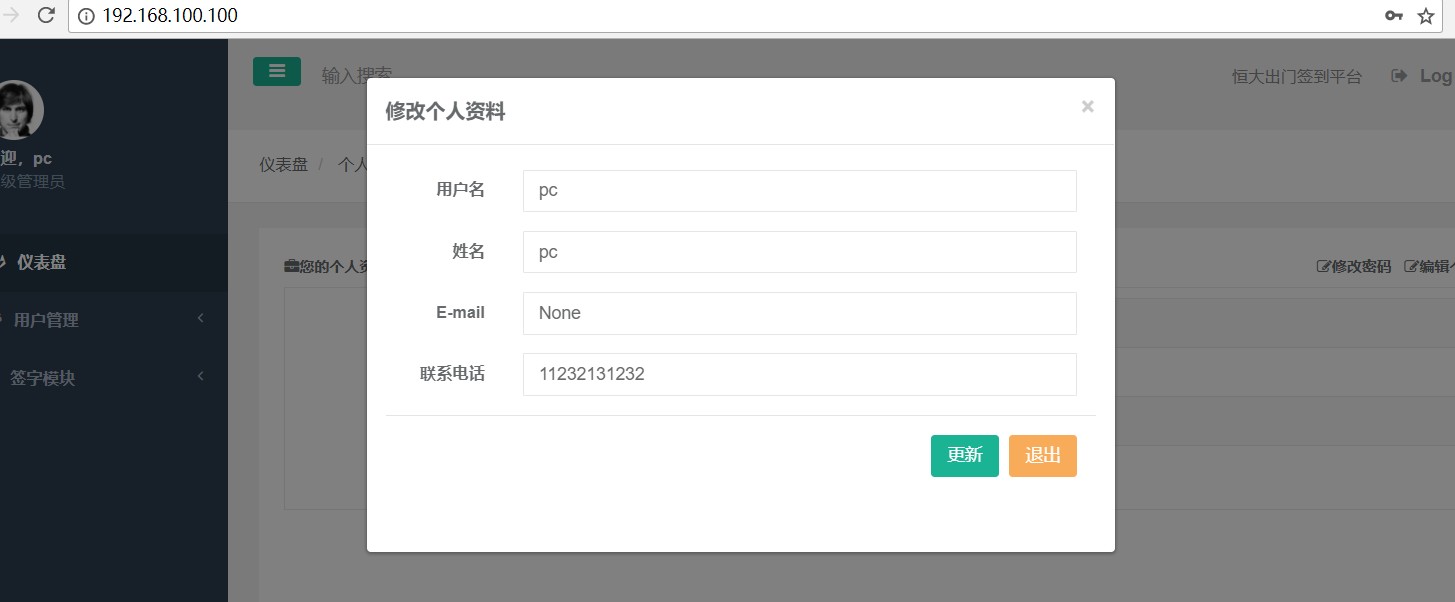 192.168.100.100
输入搜索
恒大出门签到平台
Log
迎，pc
级管理员
仪表盘
用户管理
签字模块
仪表盘 / 个人
您的个人资
修改密码
编辑
修改个人资料
×
用户名 pc
姓名 pc
E-mail None
联系电话 11232131232
更新 退出